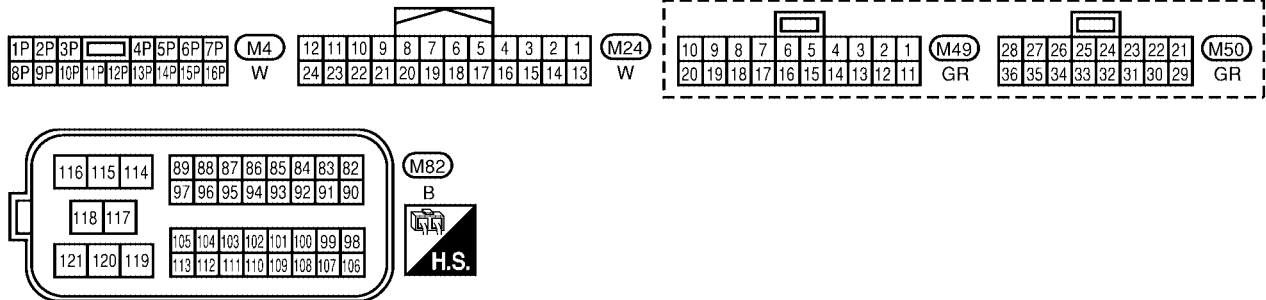 1P 2P 3P 4P 5P 6P 7P
8P 9P 10P 11P 12P 13P 14P 15P 16P
M4
W
12 11 10 9 8 7 6 5 4 3 2 1
24 23 22 21 20 19 18 17 16 15 14 13
M24
W
10 9 8 7 6 5 4 3 2 1
20 19 18 17 16 15 14 13 12 11
M49
GR
28 27 26 25 24 23 22 21
36 35 34 33 32 31 30 29
M50
GR
116 115 114
118 117
121 120 119
89 88 87 86 85 84 83 82
97 96 95 94 93 92 91 90
105 104 103 102 101 100 99 98
113 112 111 110 109 108 107 106
M82
B
H.S.